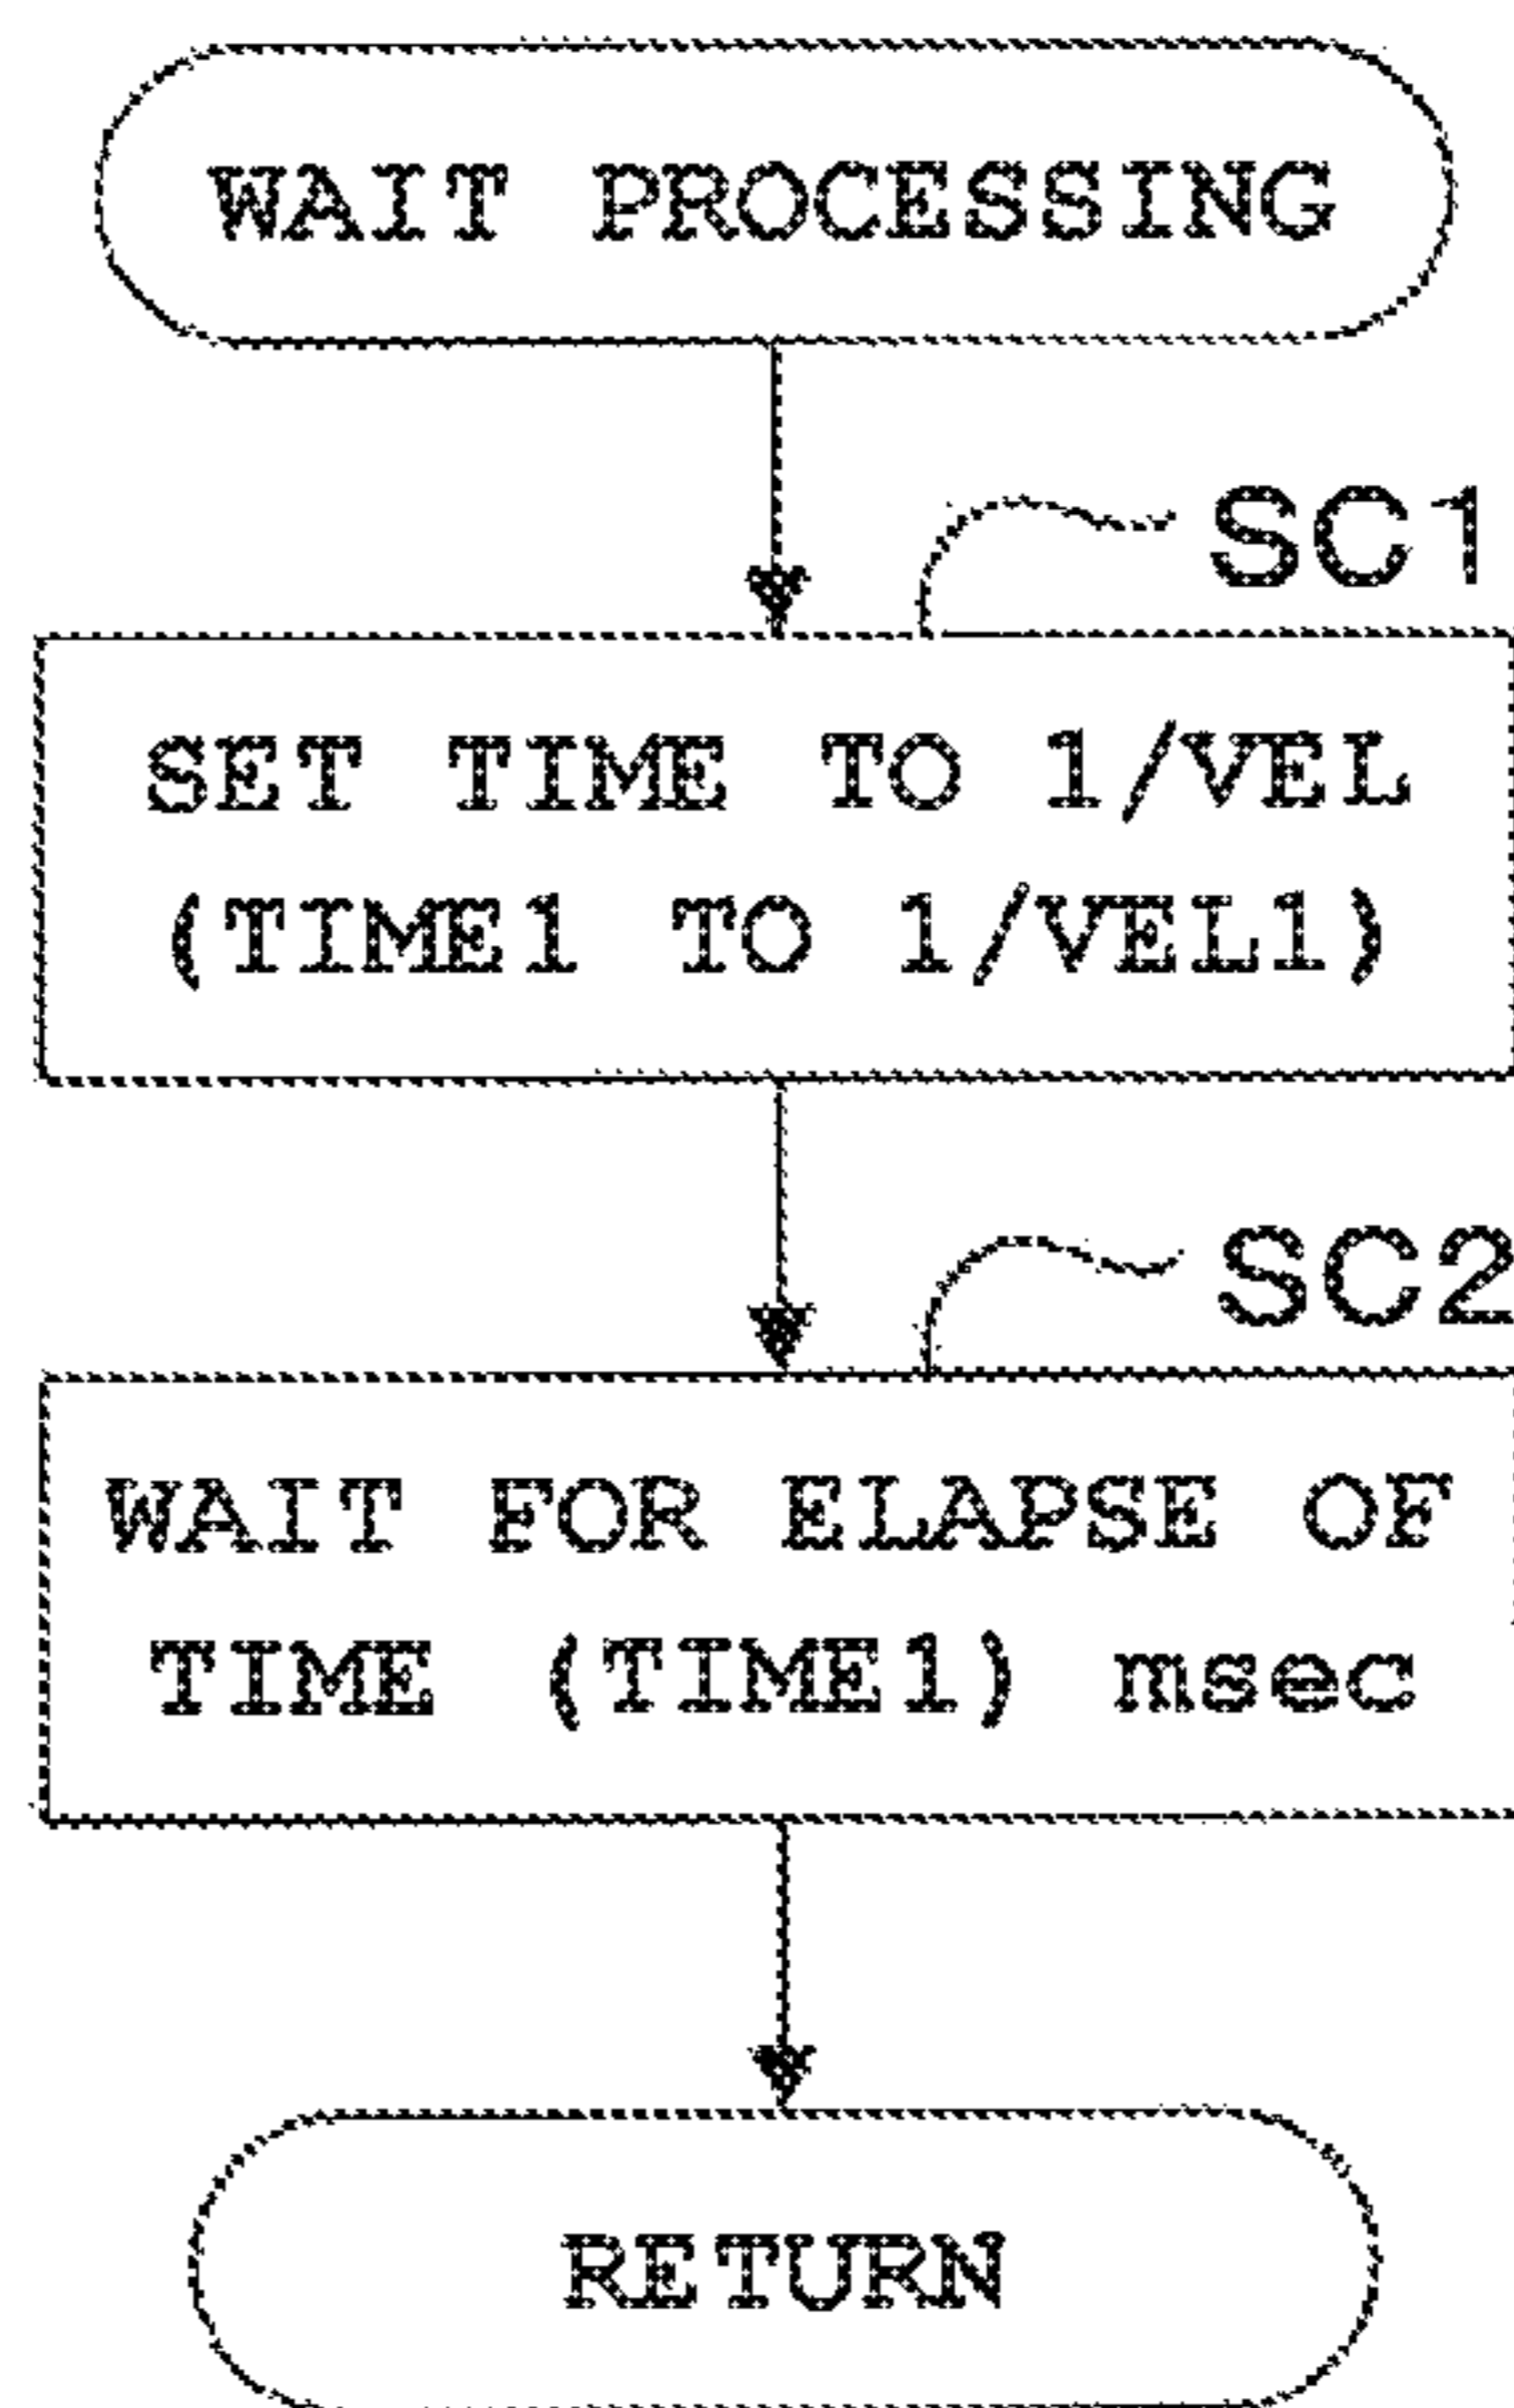 WAIT PROCESSING
SC1
SET TIME TO 1/VEL
(TIME1 TO 1/VEL1)
SC2
WAIT FOR ELAPSE OF
TIME (TIME1) msec
RETURN